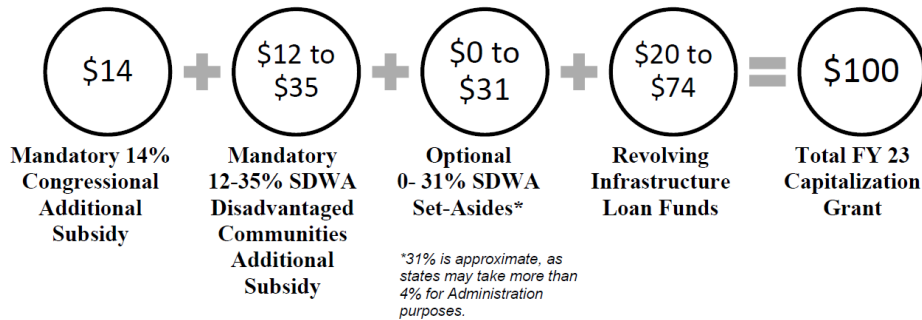 $14
$12 to
$35
$0 to
$31
$20 to
$74
$100
Mandatory 14%
Congressional
Additional
Subsidy
Mandatory
12-35% SDWA
Disadvantaged
Communities
Additional
Subsidy
Optional
0- 31% SDWA
Set-Asides*
*31% is approximate, as
states may take more than
4% for Administration
purposes.
Revolving
Infrastructure
Loan Funds
Total FY 23
Capitalization
Grant